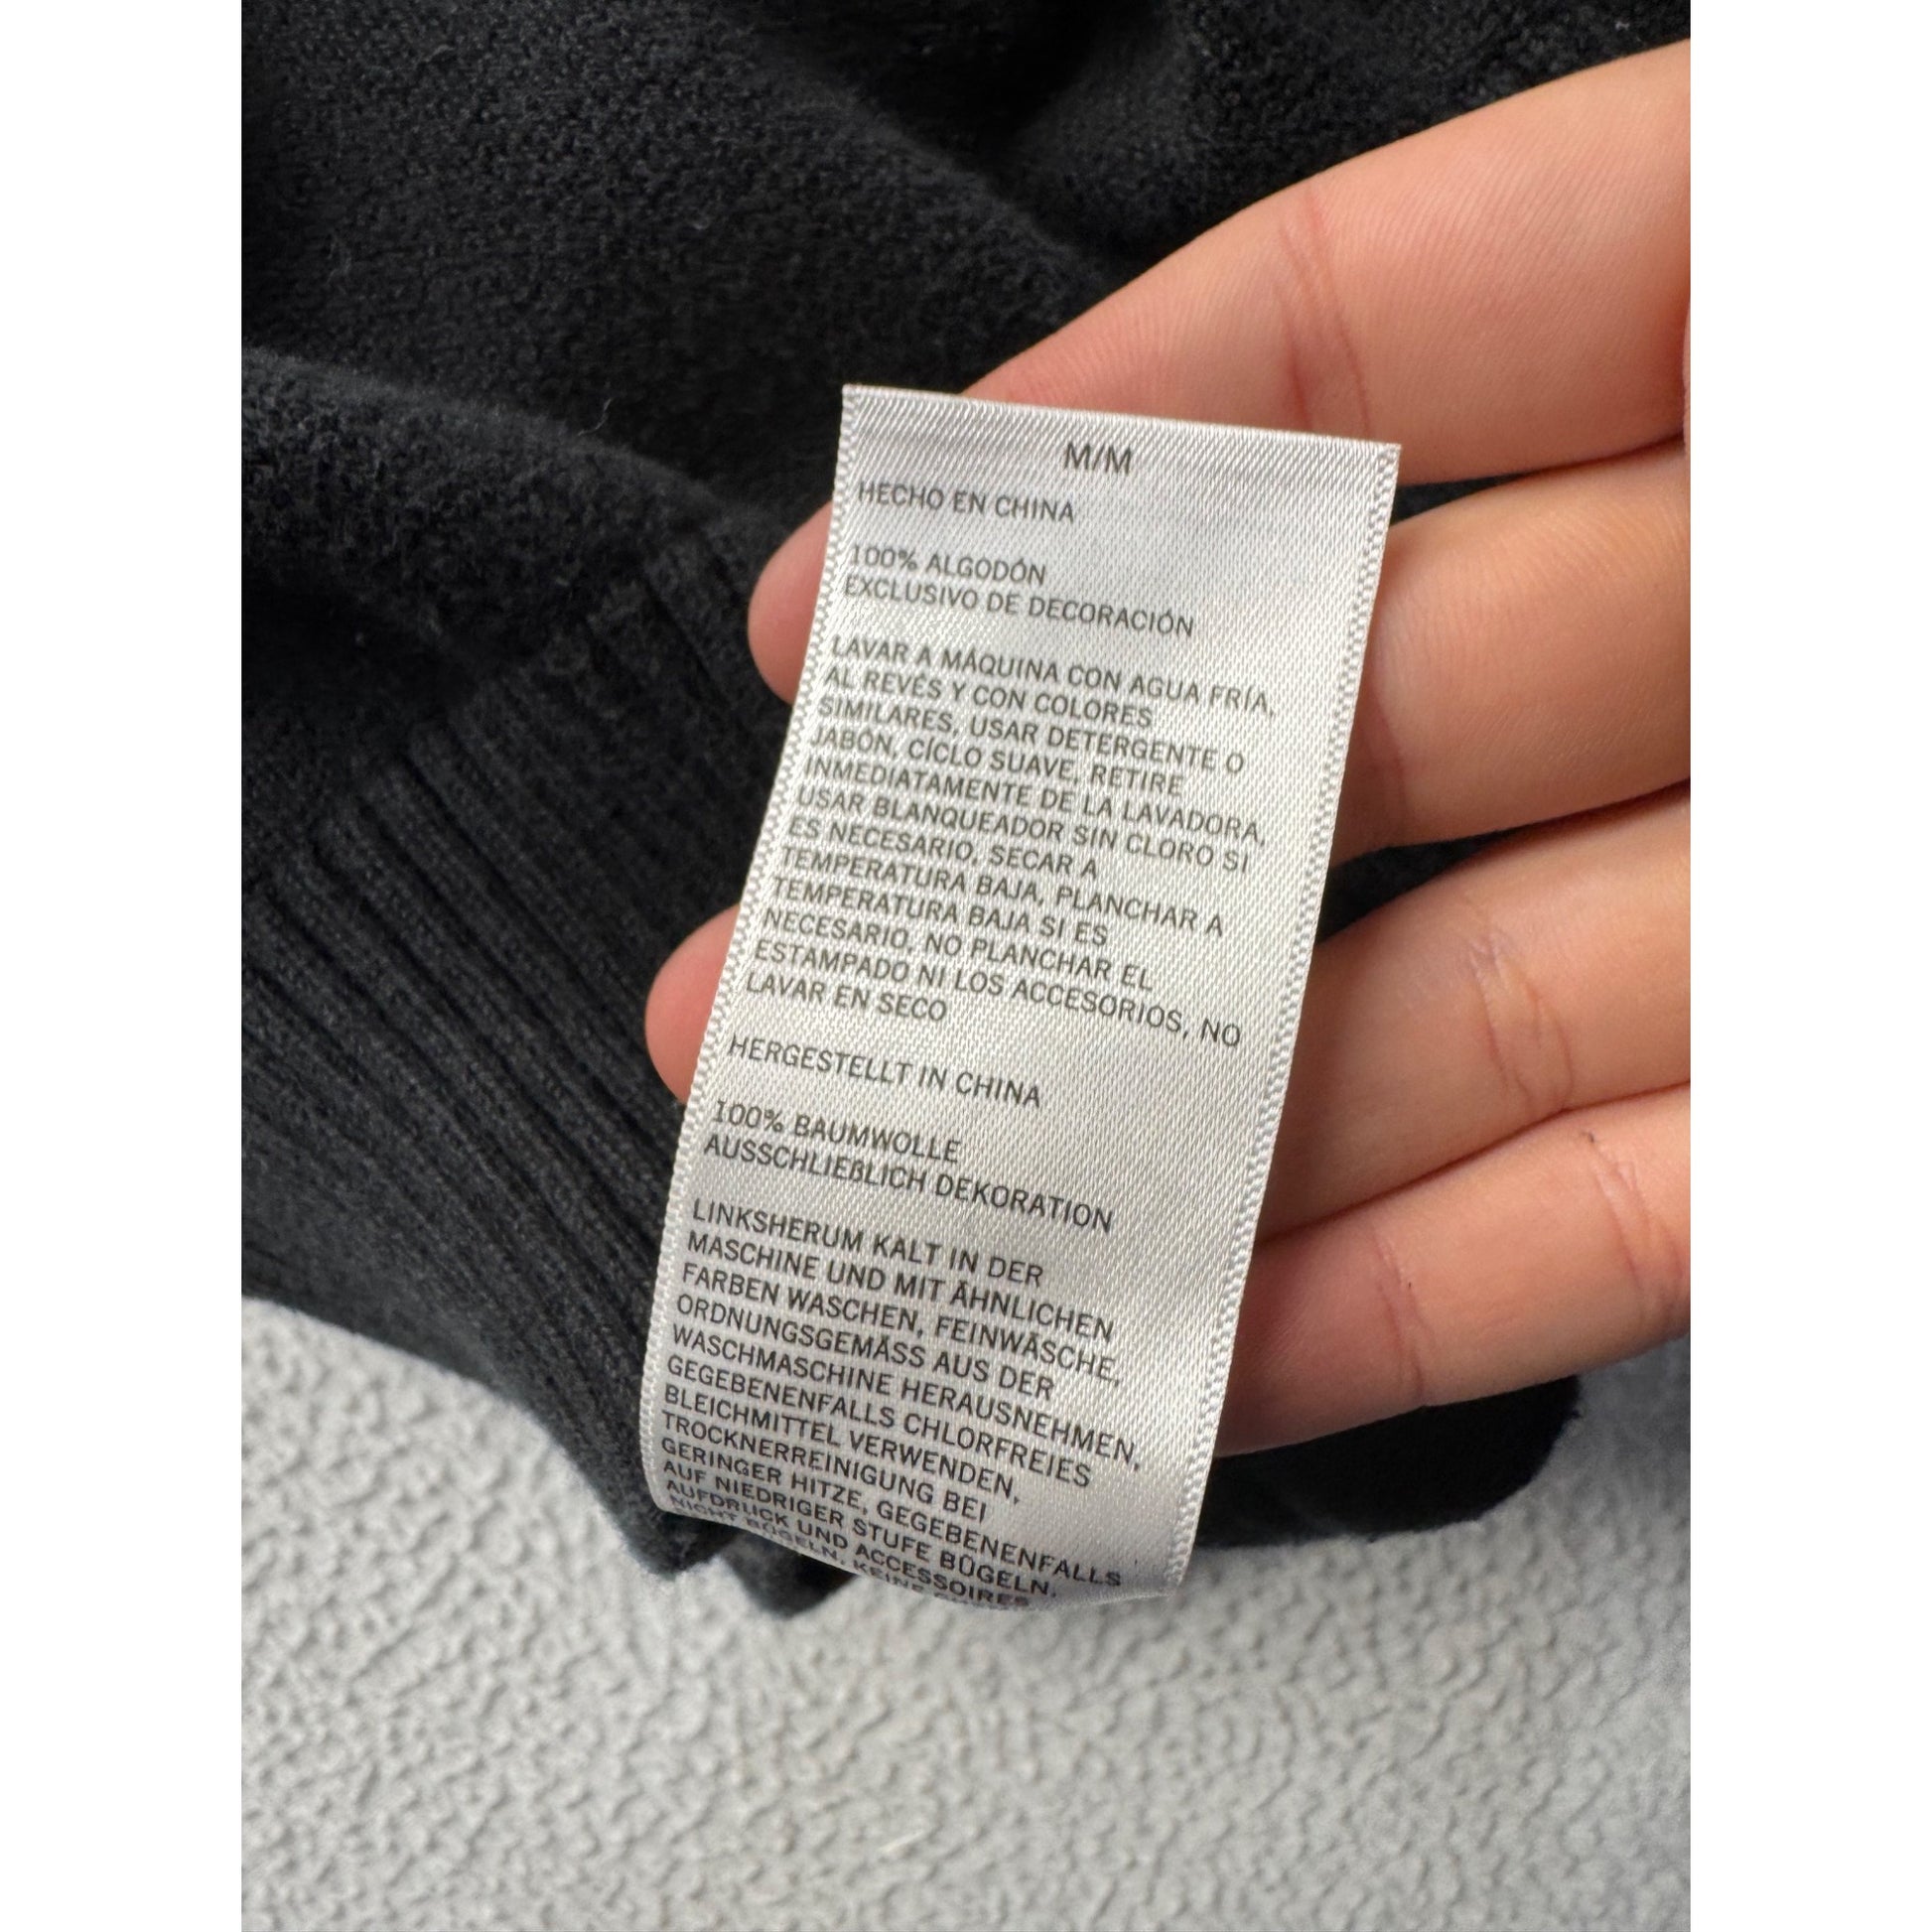 M/M
HECHO EN CHINA
100% ALGODÓN
EXCLUSIVO DE DECORACIÓN
LAVAR A MÁQUINA CON AGUA FRÍA,
AL REVÉS Y CON COLORES
SIMILARES, USAR DETERGENTE O
JABÓN, CÍCLO SUAVE, RETIRE
INMEDIATAMENTE DE LA LAVADORA,
USAR BLANQUEADOR SIN CLORO SI
ES NECESARIO, SECAR A
TEMPERATURA BAJA, PLANCHAR A
TEMPERATURA BAJA SI ES
NECESARIO, NO PLANCHAR EL
ESTAMPADO NI LOS ACCESORIOS, NO
LAVAR EN SECO
HERGESTELLT IN CHINA
100% BAUMWOLLE
AUSSCHLIEßLICH DEKORATION
LINKSHERUM KALT IN DER
MASCHINE UND MIT ÄHNLICHEN
FARBEN WASCHEN, FEINWÄSCHE,
ORDNUNGSGEMÄSS AUS DER
WASCHMASCHINE HERAUSNEHMEN,
GEGEBENENFALLS CHLORFREIES
BLEICHMITTEL VERWENDEN,
TROCKNERREINIGUNG BEI
GERINGER HITZE, GEGEBENENFALLS
AUF NIEDRIGER STUFE BÜGELN,
AUFDRUCK UND ACCESSOIRES
NICHT BÜGELN, KEINE